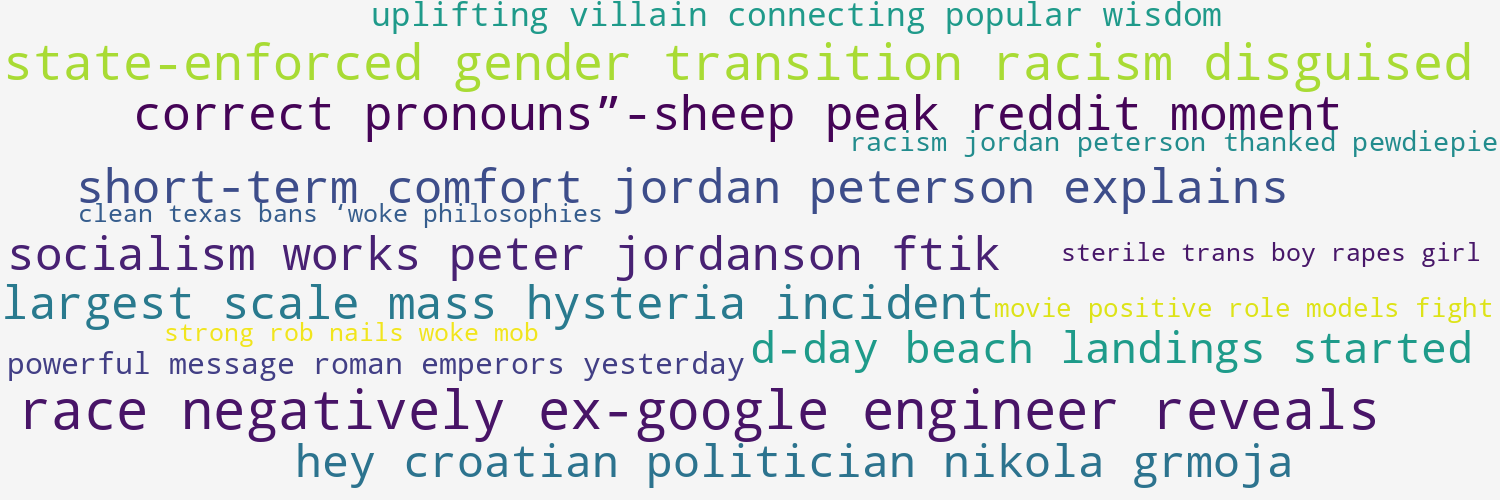 uplifting villain connecting popular wisdom
state-enforced gender transition racism disguised
correct pronouns”-sheep peak reddit moment
racism jordan peterson thanked pewdiepie
short-term comfort jordan peterson explains
clean texas bans ‘woke philosophies
socialism works peter jordanson ftik
sterile trans boy rapes girl
largest scale mass hysteria incident
movie positive role models fight
strong rob nails woke mob
d-day beach landings started
powerful message roman emperors yesterday
race negatively ex-google engineer reveals
hey croatian politician nikola grmoja